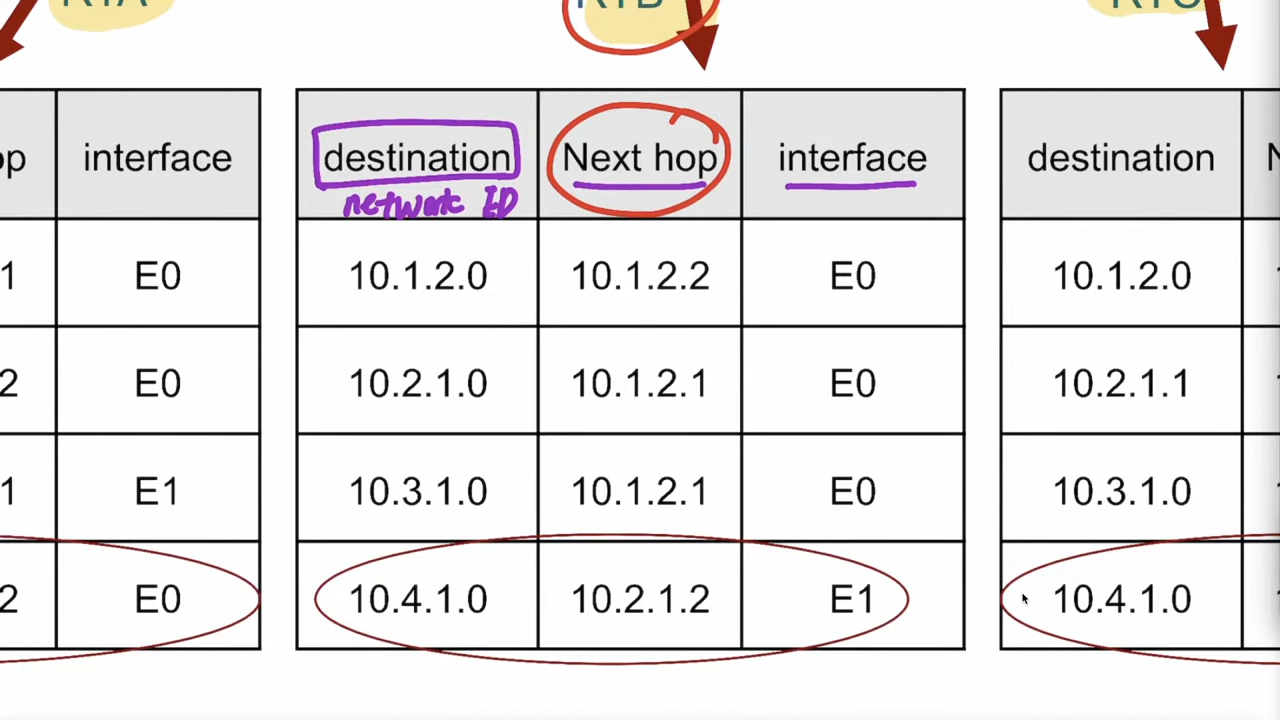 RTA RTB RTC
op interface destination Next hop interface destination N
network ID
1 E0 10.1.2.0 10.1.2.2 E0 10.1.2.0
2 E0 10.2.1.0 10.1.2.1 E0 10.2.1.1
1 E1 10.3.1.0 10.1.2.1 E0 10.3.1.0
2 E0 10.4.1.0 10.2.1.2 E1 10.4.1.0